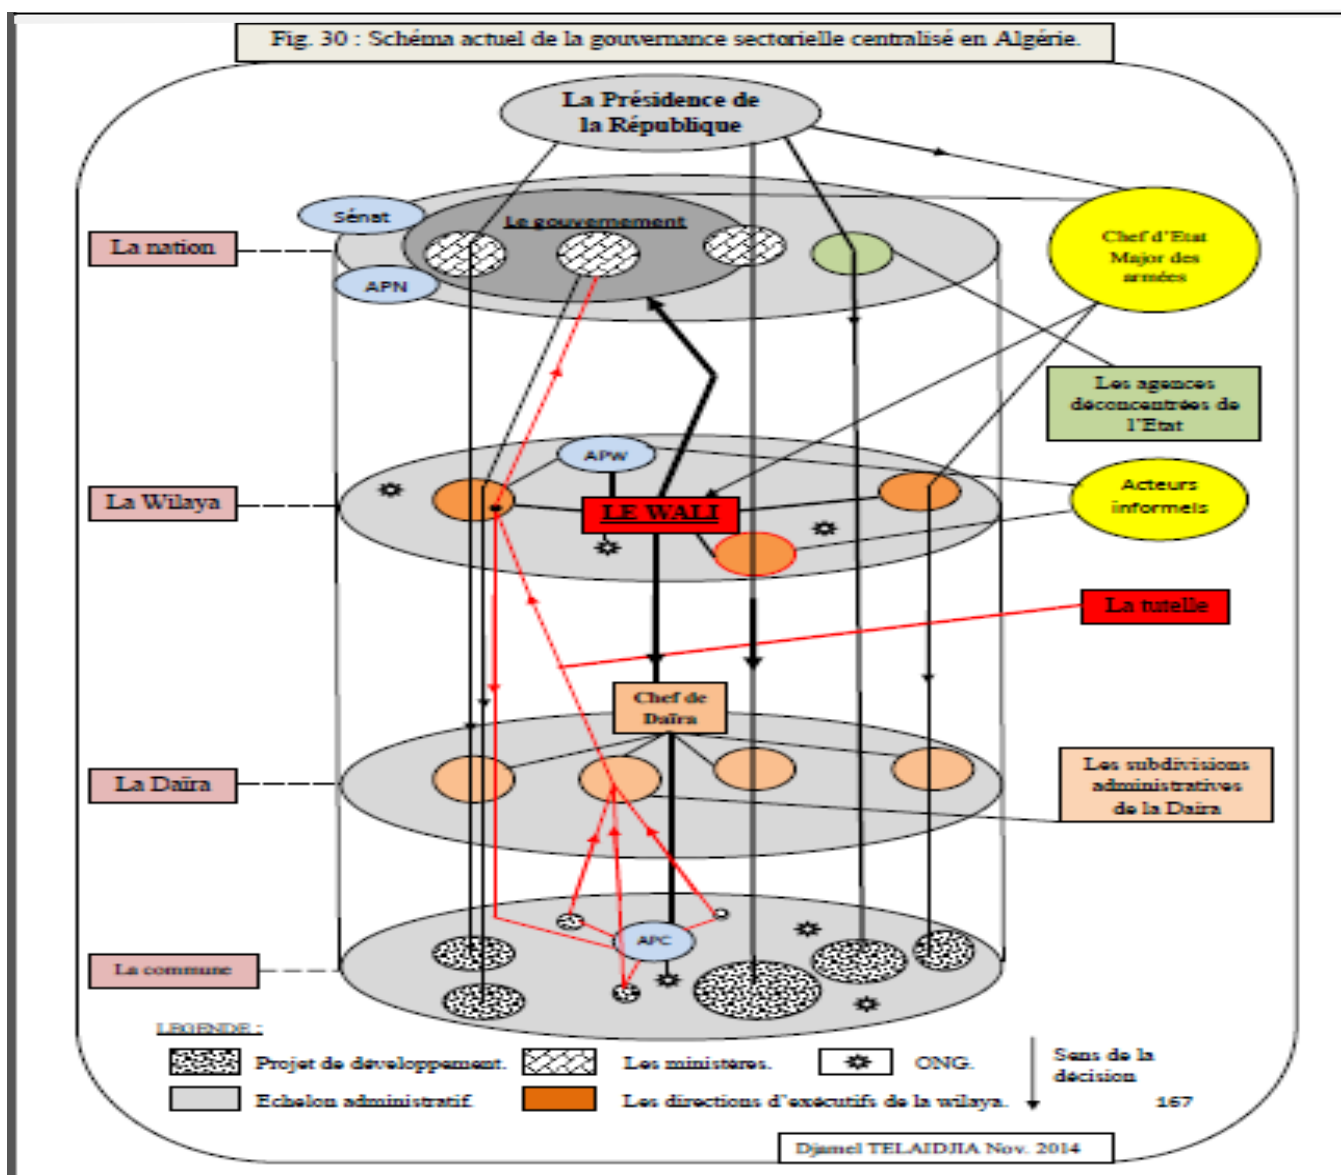 Fig. 30 : Schéma actuel de la gouvernance sectorielle centralisé en Algérie.
La Présidence de
la République
Sénat
Le gouvernement
La nation
APN
Chef d'Etat
Major des
armées
Les agences
déconcentrées de
l'Etat
APW
La Wilaya
LE WALI
Acteurs
informels
La tutelle
Chef de
Daïra
La Daïra
Les subdivisions
administratives
de la Daira
APC
La commune
LEGENDE :
Projet de développement.
Les ministères.
ONG.
Sens de la
décision
Echelon administratif.
Les directions d'exécutifs de la wilaya.
167
Djamel TELAIDJIA Nov. 2014